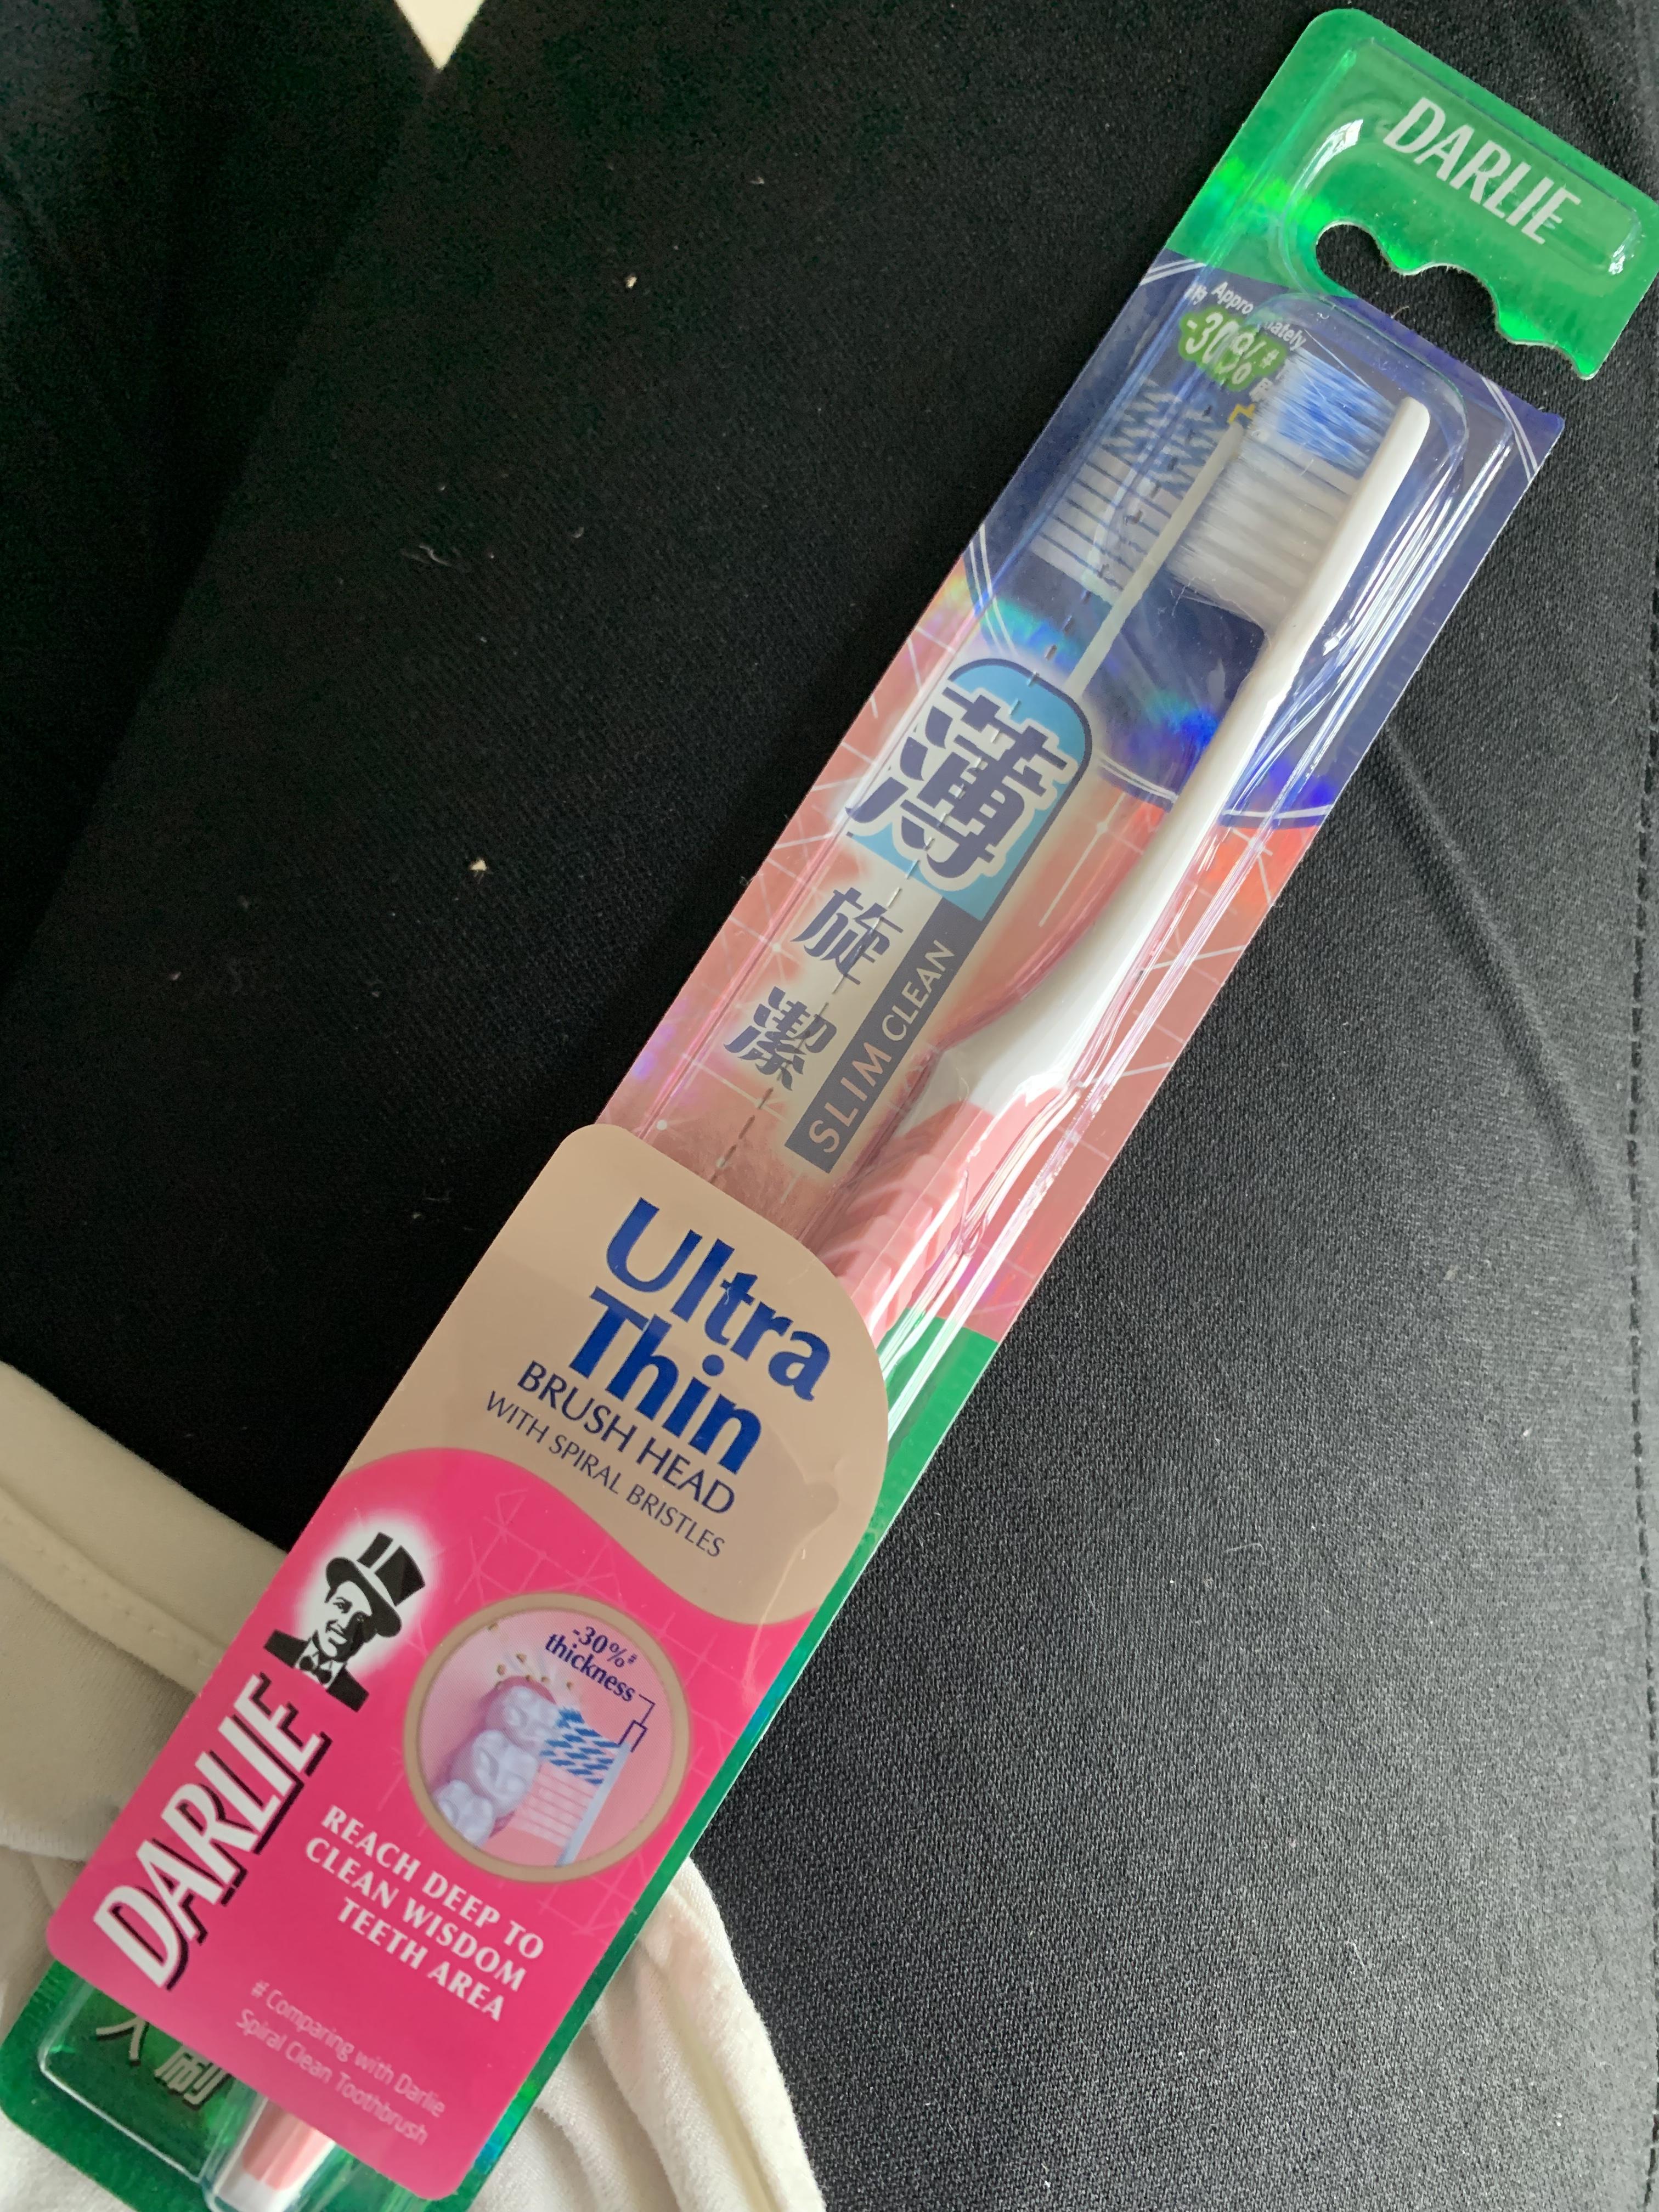 DARLIE
Approximately
-30%#
薄
旋
潔
SLIM CLEAN
Ultra
Thin
BRUSH HEAD
WITH SPIRAL BRISTLES
-30%#
thickness
DARLIE
REACH DEEP TO
CLEAN WISDOM
TEETH AREA
# Comparing with Darlie
Spiral Clean Toothbrush
刷